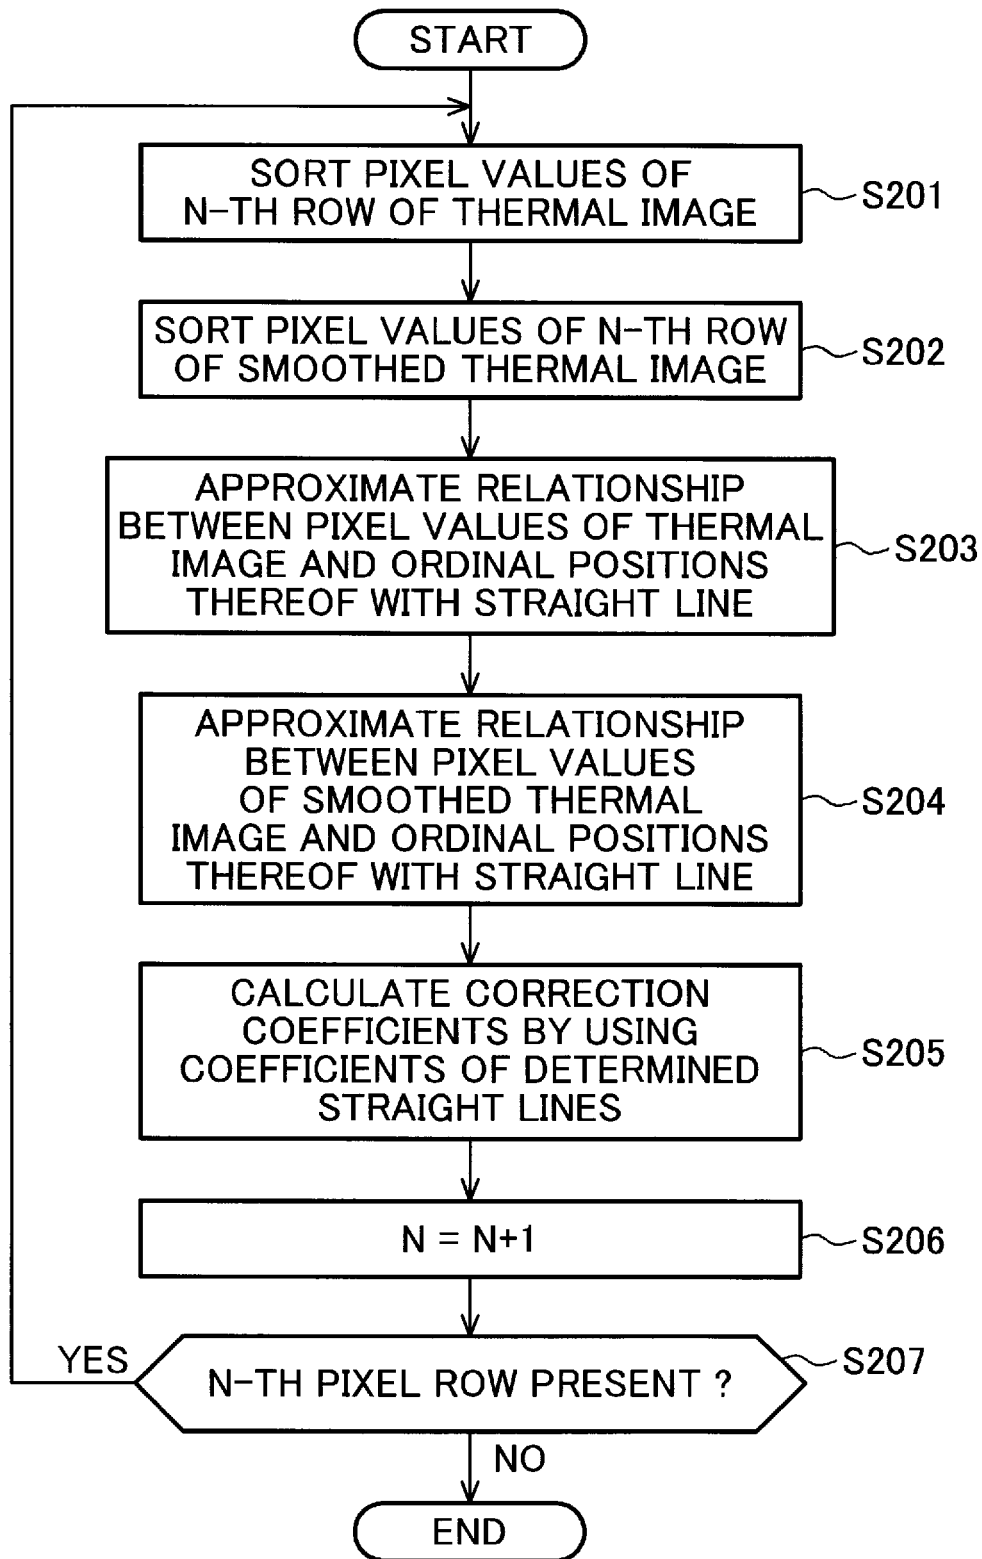 START
SORT PIXEL VALUES OF
N-TH ROW OF THERMAL IMAGE
S201
SORT PIXEL VALUES OF N-TH ROW
OF SMOOTHED THERMAL IMAGE
S202
APPROXIMATE RELATIONSHIP
BETWEEN PIXEL VALUES OF THERMAL
IMAGE AND ORDINAL POSITIONS
THEREOF WITH STRAIGHT LINE
S203
APPROXIMATE RELATIONSHIP
BETWEEN PIXEL VALUES
OF SMOOTHED THERMAL
IMAGE AND ORDINAL POSITIONS
THEREOF WITH STRAIGHT LINE
S204
CALCULATE CORRECTION
COEFFICIENTS BY USING
COEFFICIENTS OF DETERMINED
STRAIGHT LINES
S205
N = N+1
S206
YES
N-TH PIXEL ROW PRESENT ?
S207
NO
END